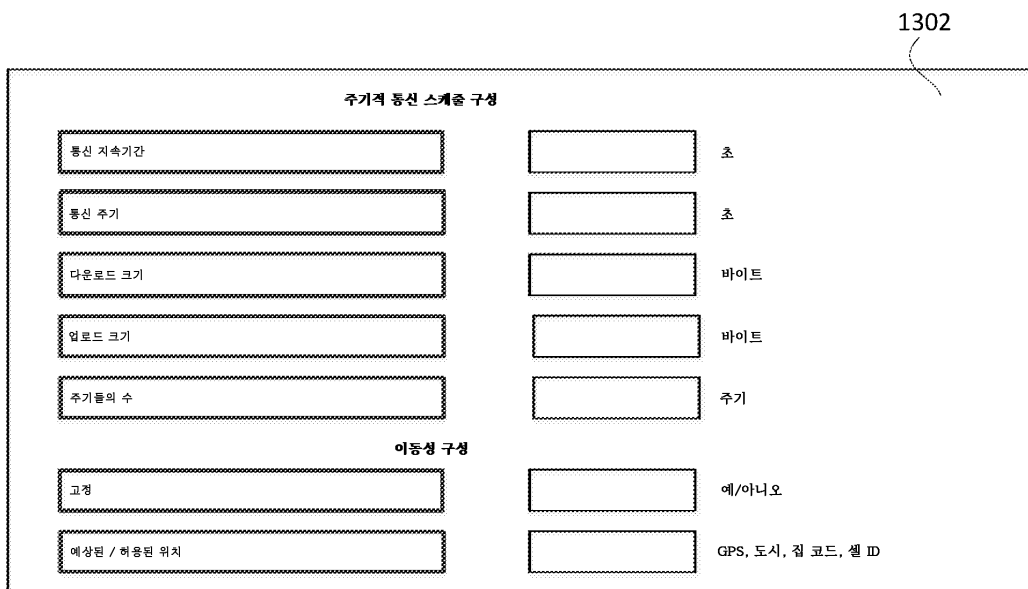 1302
주기적 통신 스케줄 구성
통신 지속기간 초
통신 주기 초
다운로드 크기 바이트
업로드 크기 바이트
주기들의 수 주기
이동성 구성
고정 예/아니오
예상된 / 허용된 위치 GPS, 도시, 집 코드, 셀 ID